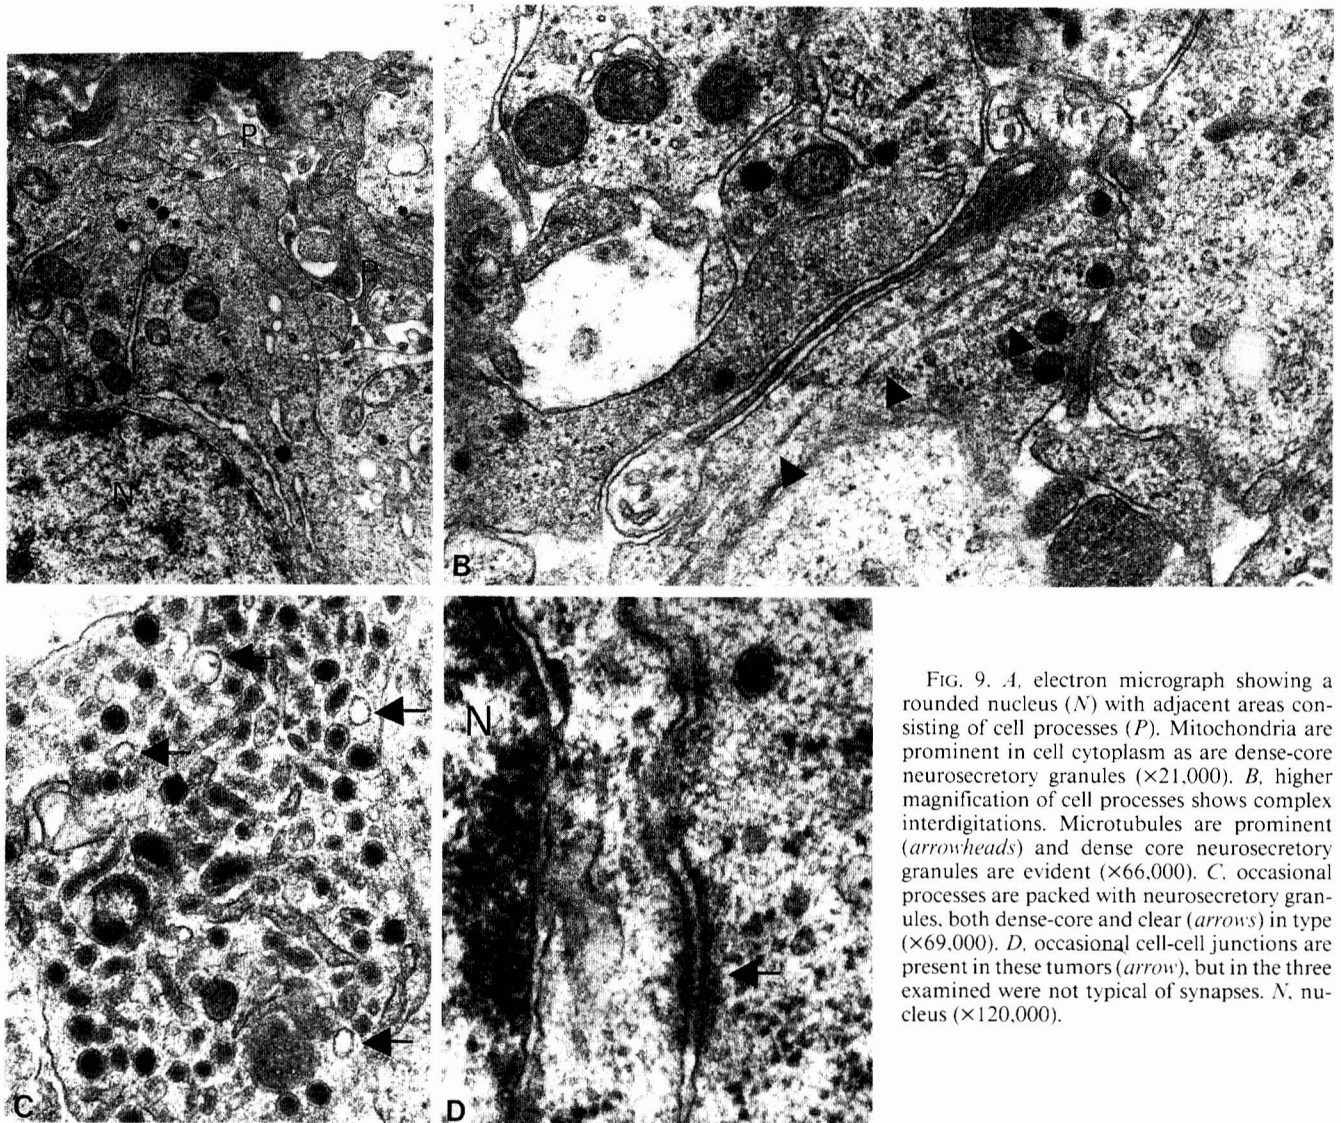 P
P
G
N
L
B
C
N
D
FIG. 9. A, electron micrograph showing a
rounded nucleus (N) with adjacent areas con-
sisting of cell processes (P). Mitochondria are
prominent in cell cytoplasm as are dense-core
neurosecretory granules (×21,000). B, higher
magnification of cell processes shows complex
interdigitations. Microtubules are prominent
(arrowheads) and dense core neurosecretory
granules are evident (×66,000). C, occasional
processes are packed with neurosecretory gran-
ules, both dense-core and clear (arrows) in type
(×69,000). D, occasional cell-cell junctions are
present in these tumors (arrow), but in the three
examined were not typical of synapses. N, nu-
cleus (×120,000).